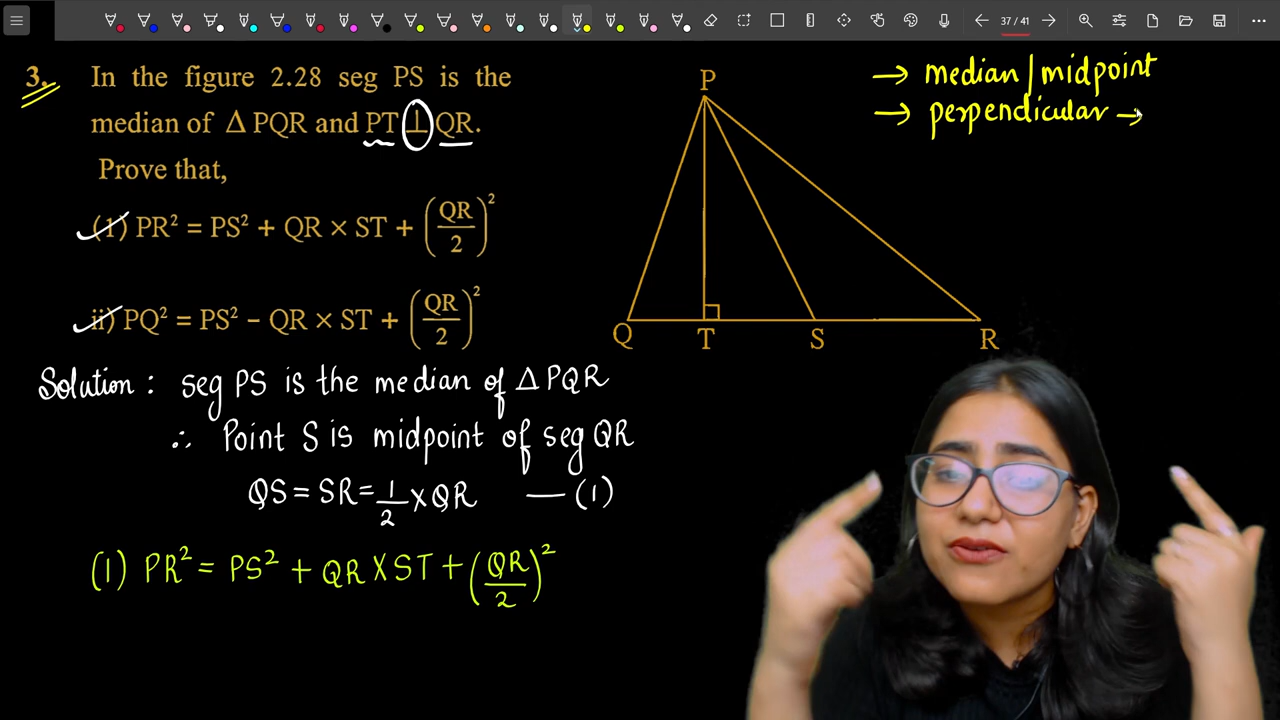 37 / 41
3. In the figure 2.28 seg PS is the
median of Δ PQR and PT ⊥ QR.
Prove that,
(1) PR² = PS² + QR × ST + (QR/2)²
ii) PQ² = PS² – QR × ST + (QR/2)²
→ median/midpoint
→ perpendicular →
P
Q T S R
Solution : seg PS is the median of Δ PQR
∴ Point S is midpoint of seg QR
QS = SR = 1/2 × QR — (1)
(1) PR² = PS² + QR × ST + (QR/2)²